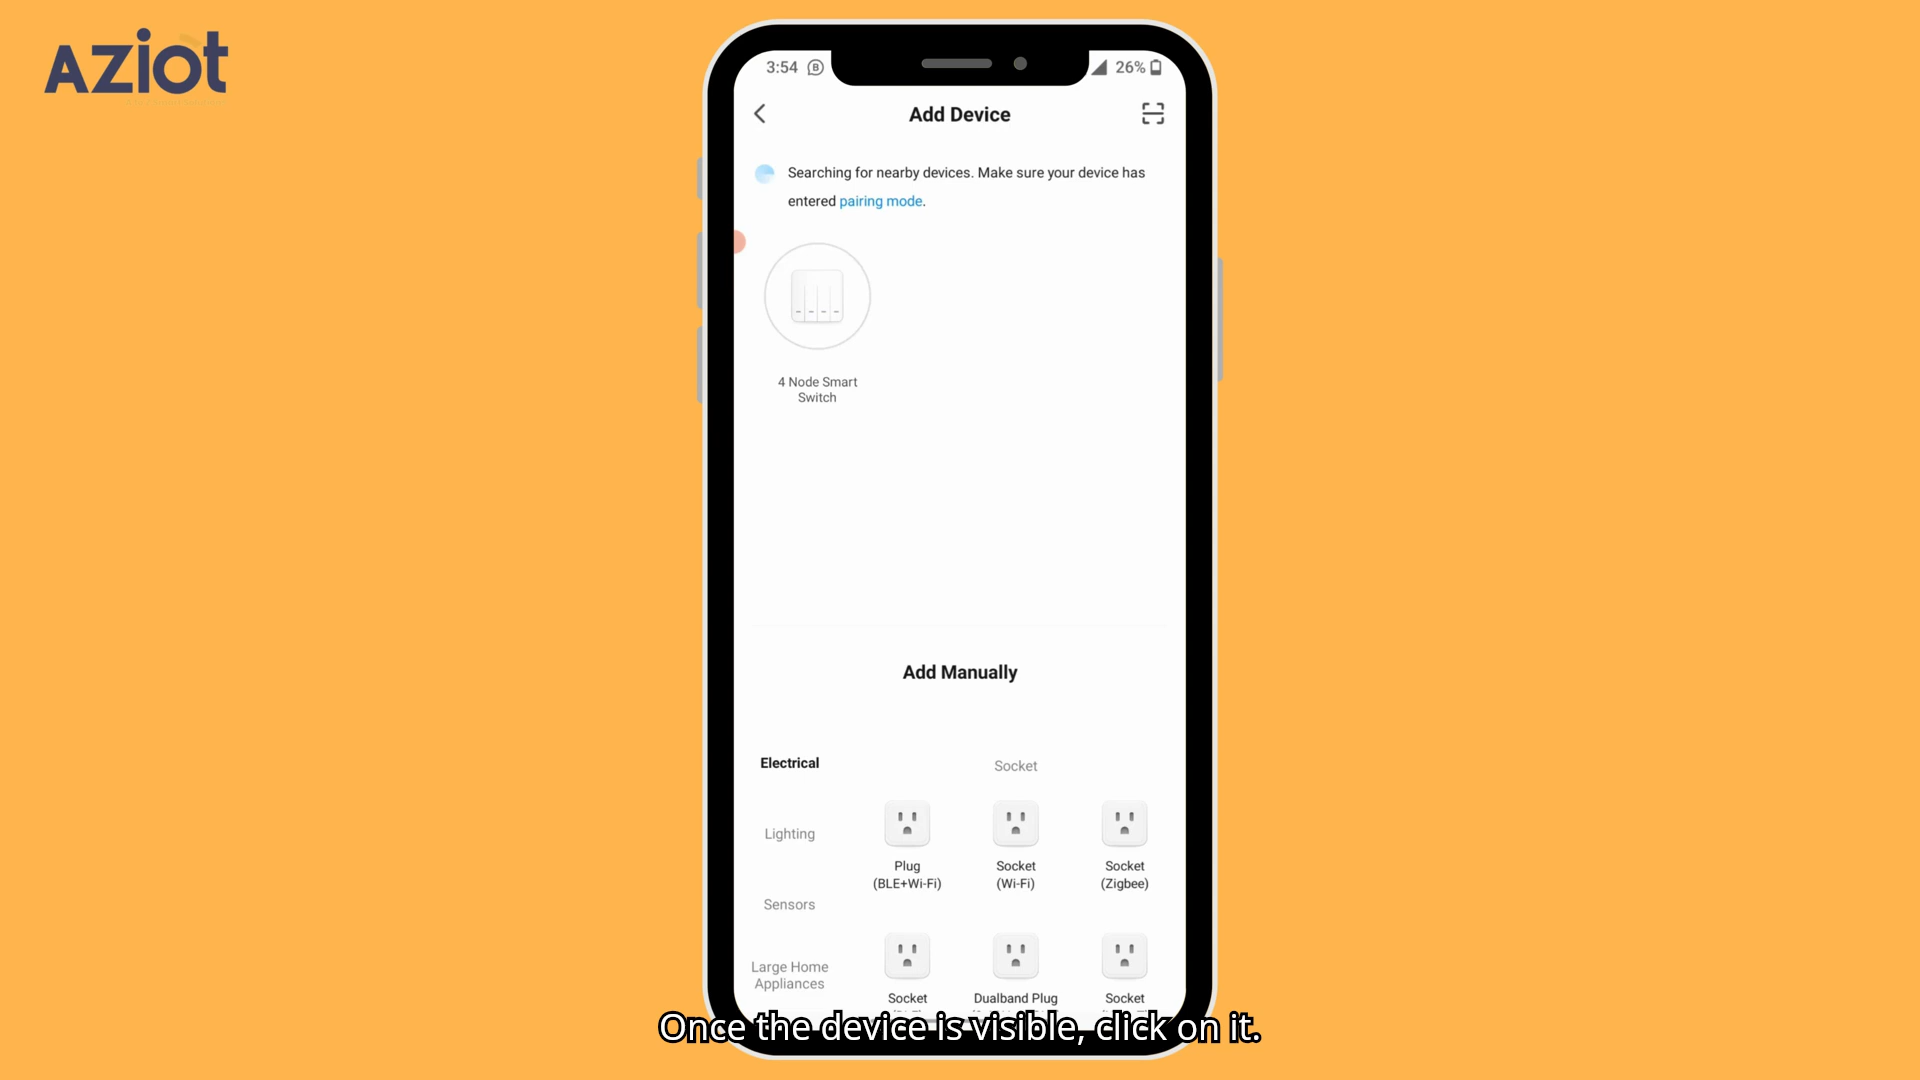 Aziot
3:54
26%
Add Device
Searching for nearby devices. Make sure your device has
entered pairing mode.
4 Node Smart
Switch
Add Manually
Electrical
Socket
Plug
(BLE+Wi-Fi)
Socket
(Wi-Fi)
Socket
(Zigbee)
Lighting
Sensors
Large Home
Appliances
Socket
Dualband Plug
Socket
Once the device is visible, click on it.